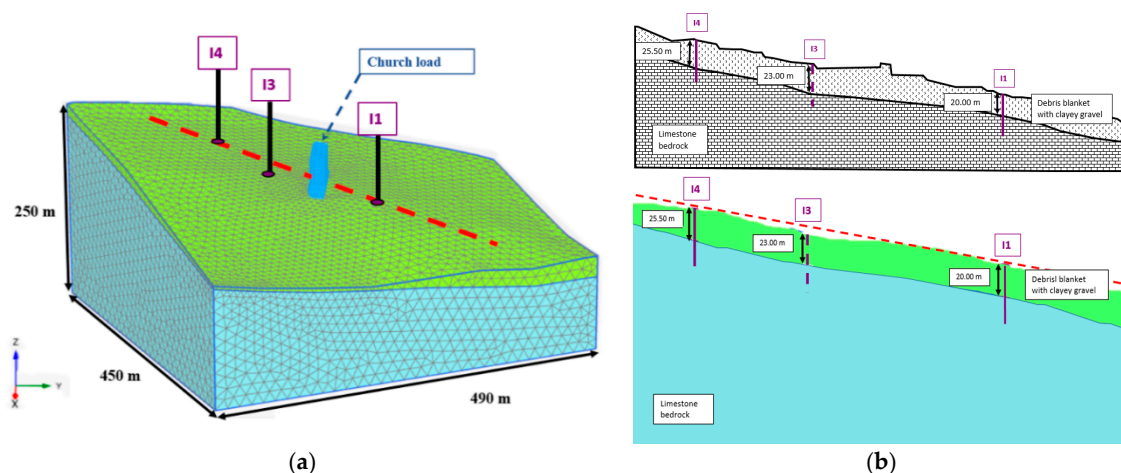 I4
I3
Church load
I1
250 m
450 m
490 m
Z
Y
X
(a)
I4
25.50 m
I3
23.00 m
I1
20.00 m
Debris blanket
with clayey gravel
Limestone
bedrock
I4
25.50 m
I3
23.00 m
I1
20.00 m
Debrisl blanket
with clayey gravel
Limestone
bedrock
(b)